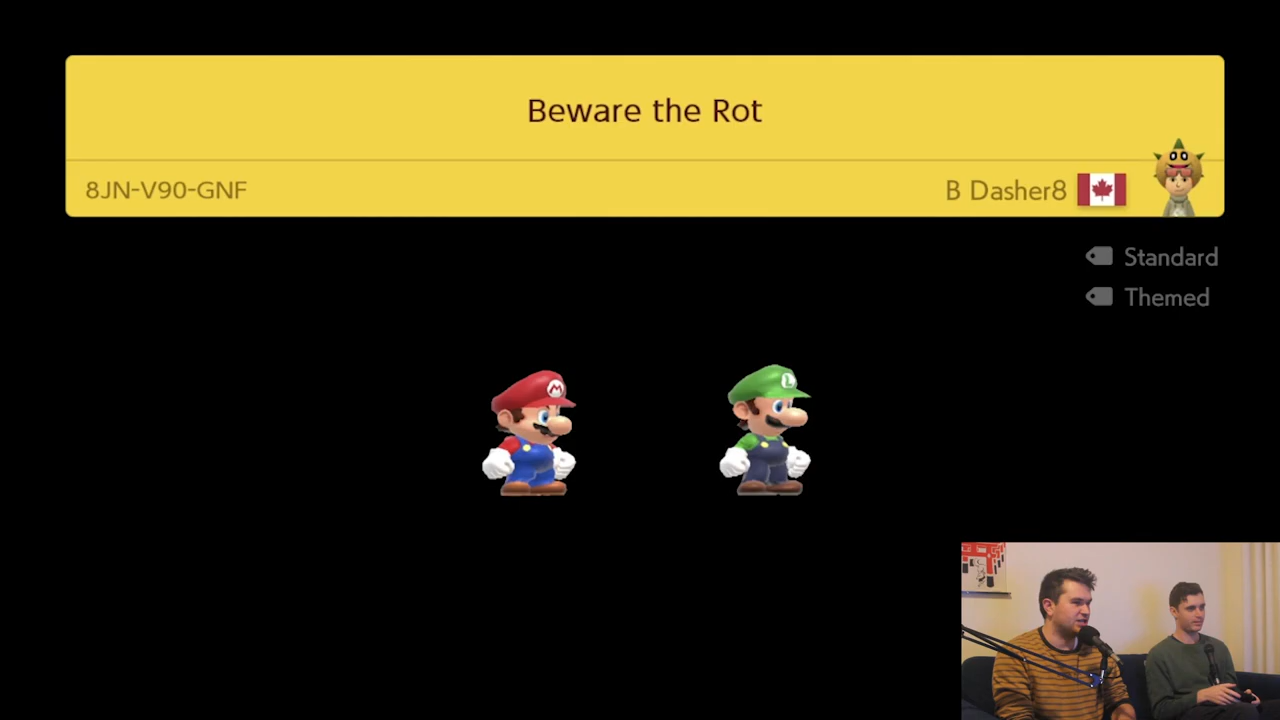 Beware the Rot
8JN-V90-GNF
B Dasher8
Standard
Themed
M
L